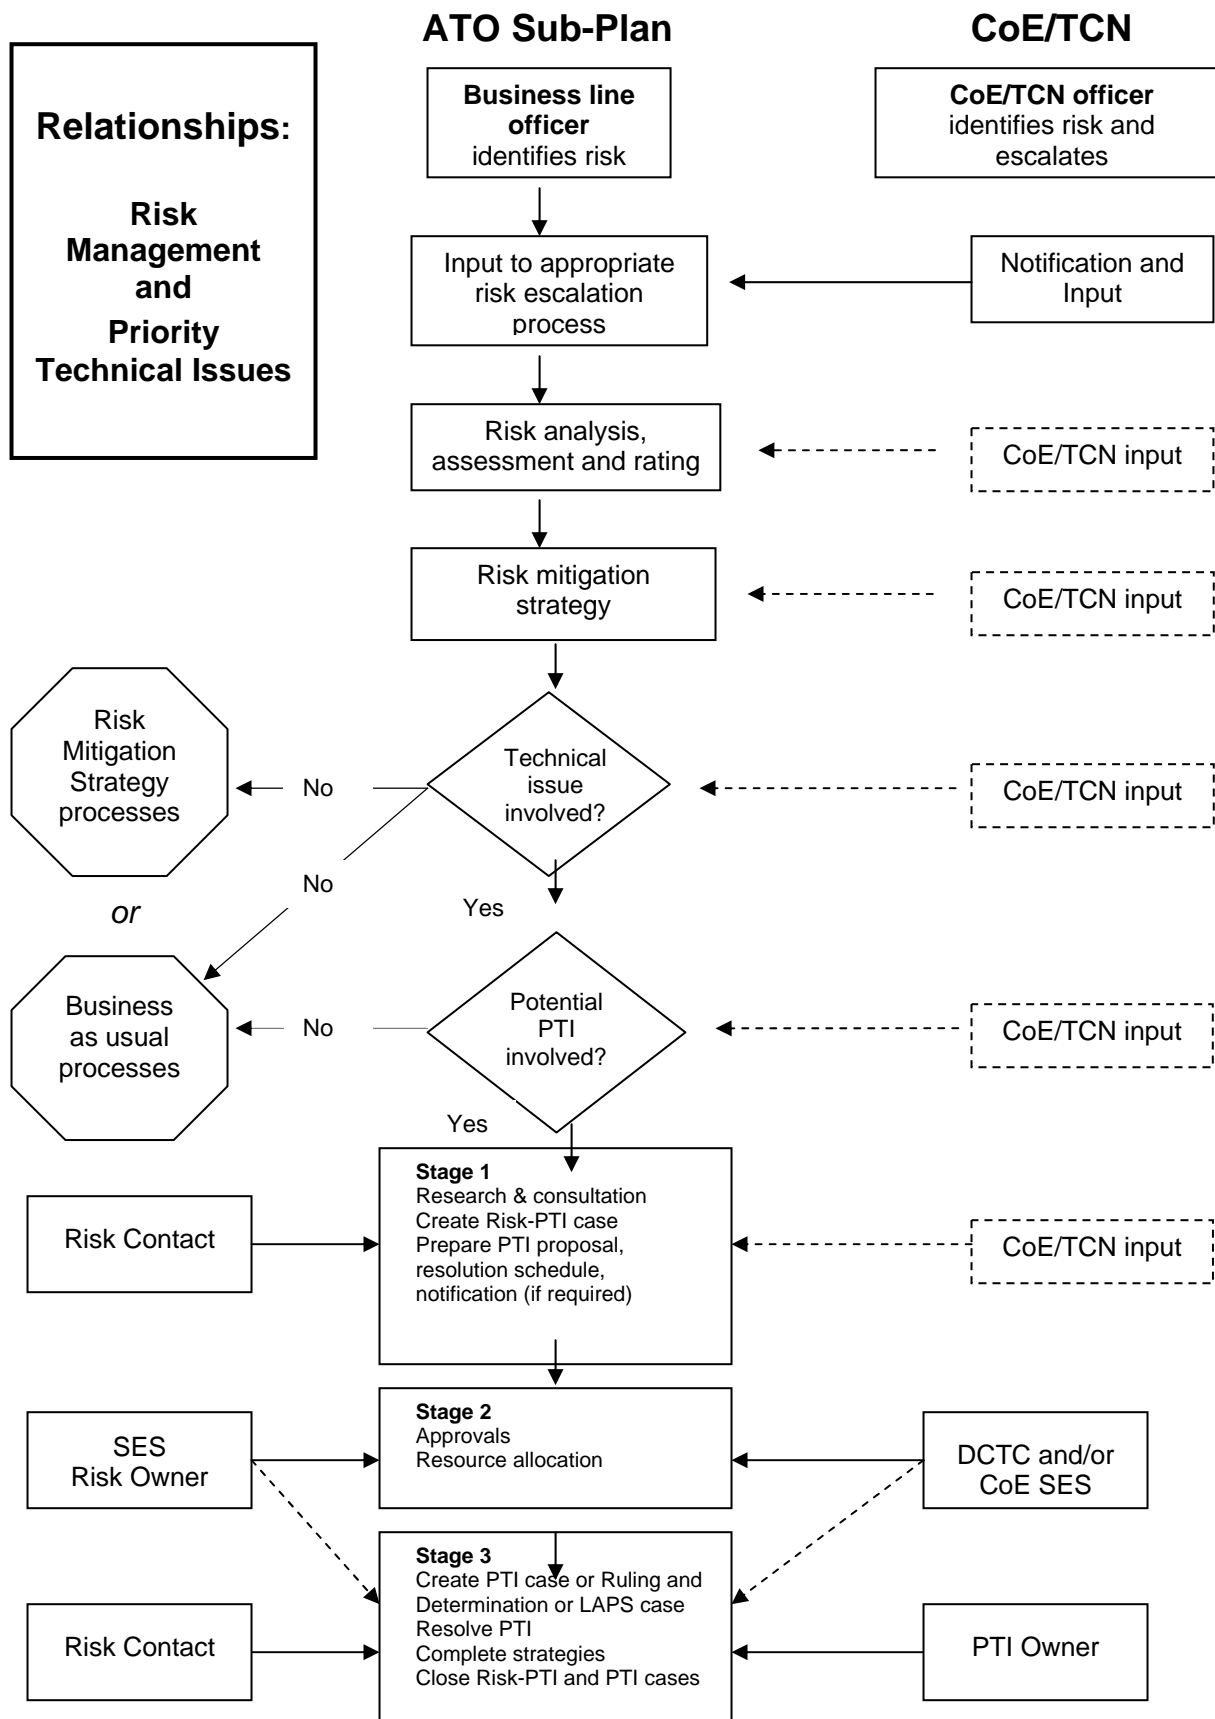 ATO Sub-Plan
CoE/TCN
Relationships:
Risk
Management
and
Priority
Technical Issues
Business line
officer
identifies risk
CoE/TCN officer
identifies risk and
escalates
Input to appropriate
risk escalation
process
Notification and
Input
Risk analysis,
assessment and rating
CoE/TCN input
Risk mitigation
strategy
CoE/TCN input
Risk
Mitigation
Strategy
processes
No
Technical
issue
involved?
CoE/TCN input
No
or
Yes
Business
as usual
processes
No
Potential
PTI
involved?
CoE/TCN input
Yes
Risk Contact
Stage 1
Research & consultation
Create Risk-PTI case
Prepare PTI proposal,
resolution schedule,
notification (if required)
CoE/TCN input
SES
Risk Owner
Stage 2
Approvals
Resource allocation
DCTC and/or
CoE SES
Risk Contact
Stage 3
Create PTI case or Ruling and
Determination or LAPS case
Resolve PTI
Complete strategies
Close Risk-PTI and PTI cases
PTI Owner